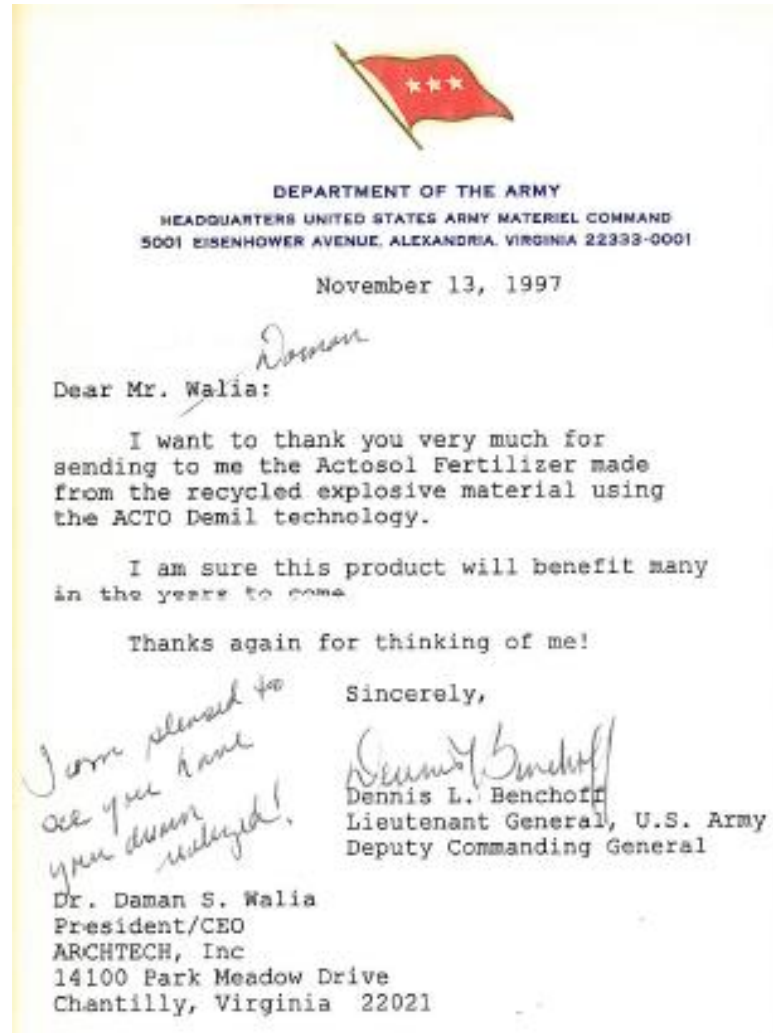 DEPARTMENT OF THE ARMY
HEADQUARTERS UNITED STATES ARMY MATERIEL COMMAND
5001 EISENHOWER AVENUE, ALEXANDRIA, VIRGINIA 22333-0001
November 13, 1997
Daman
Dear Mr. Walia:
I want to thank you very much for
sending to me the Actosol Fertilizer made
from the recycled explosive material using
the ACTO Demil technology.
I am sure this product will benefit many
in the years to come
Thanks again for thinking of me!
Sincerely,
I am pleased to
see you have
your dream
realized!
Dennis L Benchoff
Dennis L. Benchoff
Lieutenant General, U.S. Army
Deputy Commanding General
Dr. Daman S. Walia
President/CEO
ARCHTECH, Inc
14100 Park Meadow Drive
Chantilly, Virginia 22021